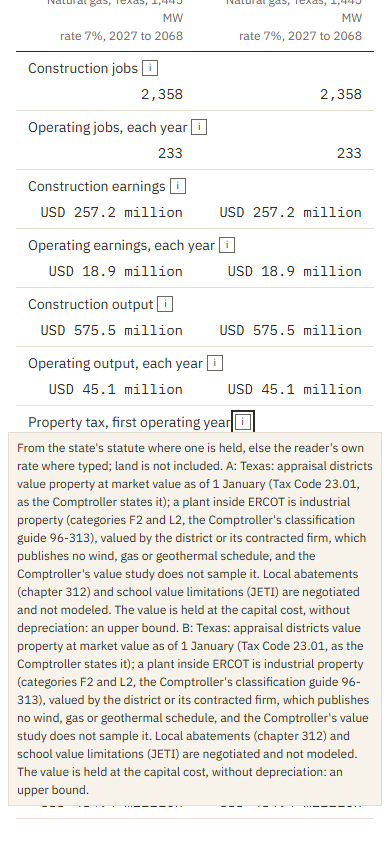 Natural gas, Texas, 1,445 Natural gas, Texas, 1,445
MW MW
rate 7%, 2027 to 2068 rate 7%, 2027 to 2068
Construction jobs i
2,358 2,358
Operating jobs, each year i
233 233
Construction earnings i
USD 257.2 million USD 257.2 million
Operating earnings, each year i
USD 18.9 million USD 18.9 million
Construction output i
USD 575.5 million USD 575.5 million
Operating output, each year i
USD 45.1 million USD 45.1 million
Property tax, first operating year i
From the state's statute where one is held, else the reader's own
rate where typed; land is not included. A: Texas: appraisal districts
value property at market value as of 1 January (Tax Code 23.01,
as the Comptroller states it); a plant inside ERCOT is industrial
property (categories F2 and L2, the Comptroller's classification
guide 96-313), valued by the district or its contracted firm, which
publishes no wind, gas or geothermal schedule, and the
Comptroller's value study does not sample it. Local abatements
(chapter 312) and school value limitations (JETI) are negotiated
and not modeled. The value is held at the capital cost, without
depreciation: an upper bound. B: Texas: appraisal districts value
property at market value as of 1 January (Tax Code 23.01, as the
Comptroller states it); a plant inside ERCOT is industrial property
(categories F2 and L2, the Comptroller's classification guide 96-
313), valued by the district or its contracted firm, which publishes
no wind, gas or geothermal schedule, and the Comptroller's value
study does not sample it. Local abatements (chapter 312) and
school value limitations (JETI) are negotiated and not modeled.
The value is held at the capital cost, without depreciation: an
upper bound.